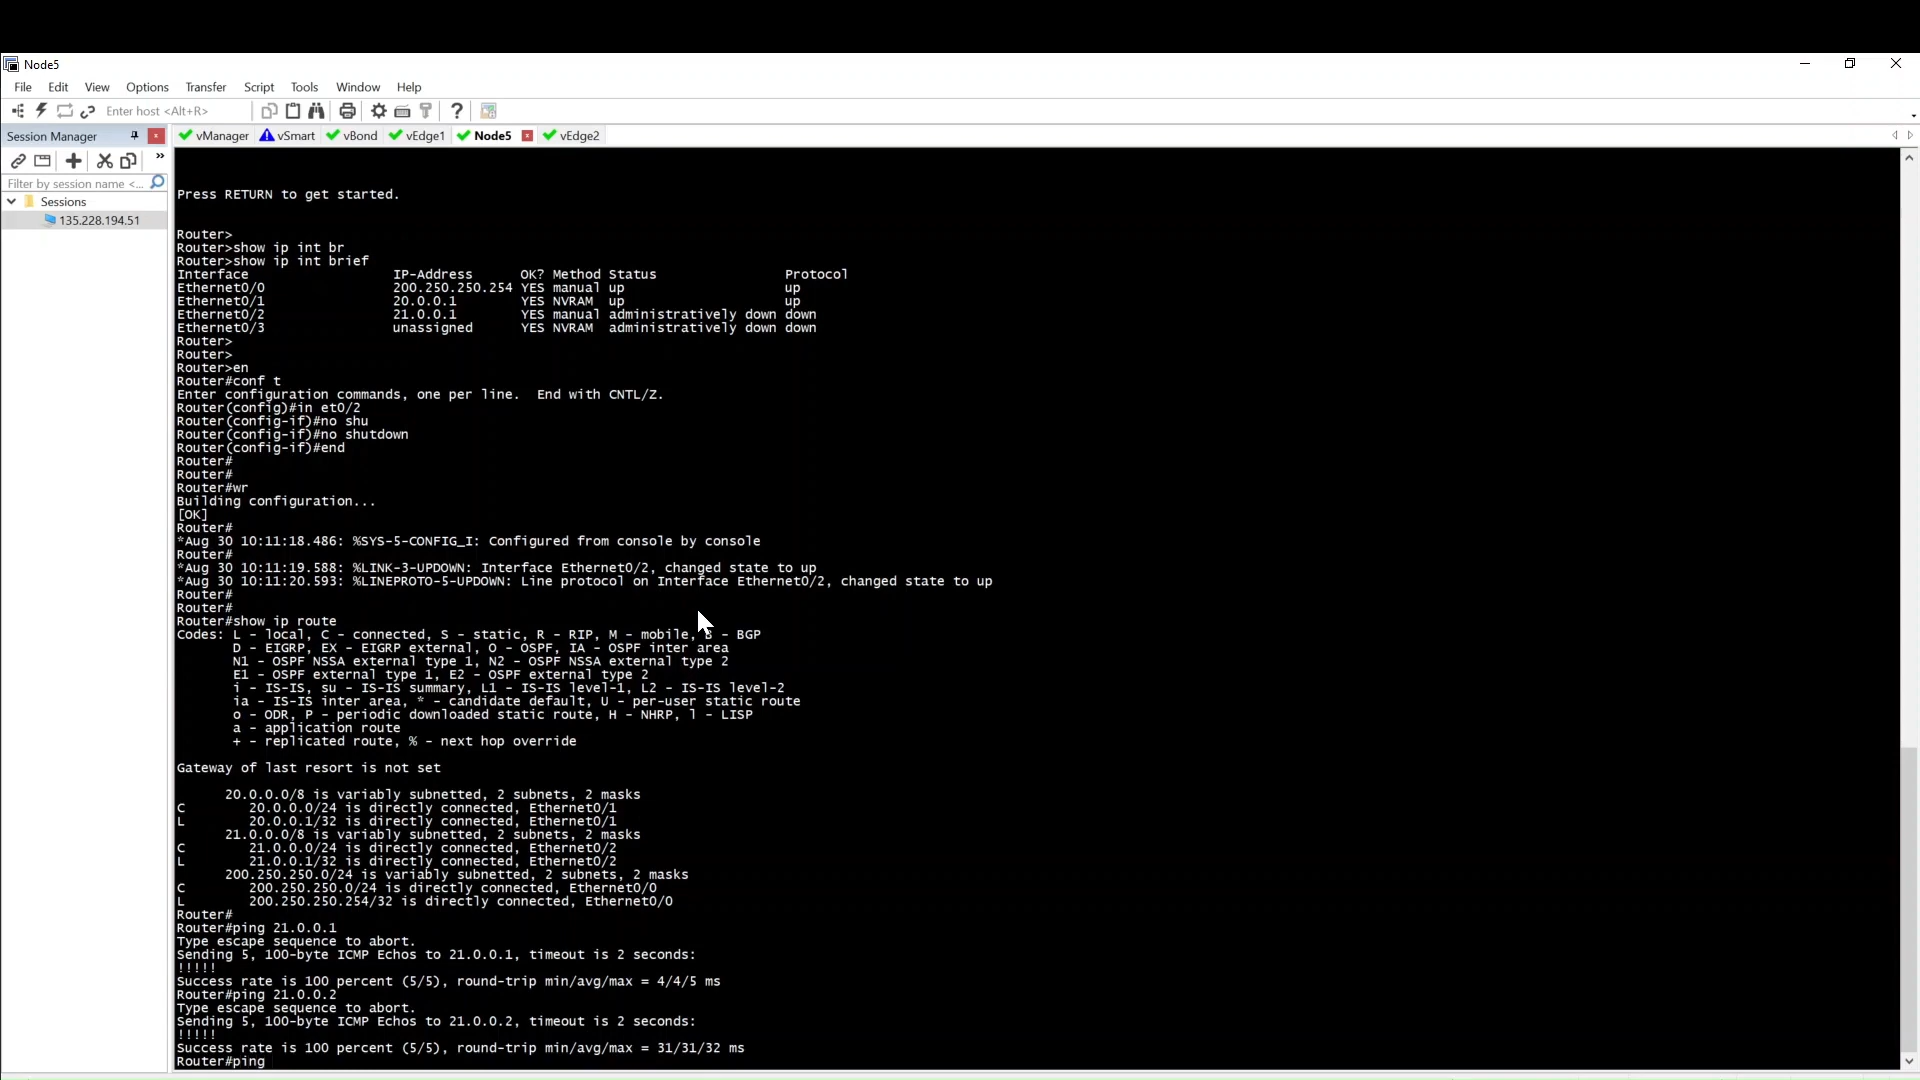 Node5
File Edit View Options Transfer Script Tools Window Help
Enter host <Alt+R>
Session Manager
vManager vSmart vBond vEdge1 Node5 vEdge2
Filter by session name <...
Sessions
135.228.194.51
Press RETURN to get started.
Router>
Router>show ip int br
Router>show ip int brief
Interface IP-Address OK? Method Status Protocol
Ethernet0/0 200.250.250.254 YES manual up up
Ethernet0/1 20.0.0.1 YES NVRAM up up
Ethernet0/2 21.0.0.1 YES manual administratively down down
Ethernet0/3 unassigned YES NVRAM administratively down down
Router>
Router>
Router>en
Router#conf t
Enter configuration commands, one per line. End with CNTL/Z.
Router(config)#in et0/2
Router(config-if)#no shu
Router(config-if)#no shutdown
Router(config-if)#end
Router#
Router#
Router#wr
Building configuration...
[OK]
Router#
*Aug 30 10:11:18.486: %SYS-5-CONFIG_I: Configured from console by console
Router#
*Aug 30 10:11:19.588: %LINK-3-UPDOWN: Interface Ethernet0/2, changed state to up
*Aug 30 10:11:20.593: %LINEPROTO-5-UPDOWN: Line protocol on Interface Ethernet0/2, changed state to up
Router#
Router#
Router#show ip route
Codes: L - local, C - connected, S - static, R - RIP, M - mobile, B - BGP
D - EIGRP, EX - EIGRP external, O - OSPF, IA - OSPF inter area
N1 - OSPF NSSA external type 1, N2 - OSPF NSSA external type 2
E1 - OSPF external type 1, E2 - OSPF external type 2
i - IS-IS, su - IS-IS summary, L1 - IS-IS level-1, L2 - IS-IS level-2
ia - IS-IS inter area, * - candidate default, U - per-user static route
o - ODR, P - periodic downloaded static route, H - NHRP, l - LISP
a - application route
+ - replicated route, % - next hop override
Gateway of last resort is not set
20.0.0.0/8 is variably subnetted, 2 subnets, 2 masks
C 20.0.0.0/24 is directly connected, Ethernet0/1
L 20.0.0.1/32 is directly connected, Ethernet0/1
21.0.0.0/8 is variably subnetted, 2 subnets, 2 masks
C 21.0.0.0/24 is directly connected, Ethernet0/2
L 21.0.0.1/32 is directly connected, Ethernet0/2
200.250.250.0/24 is variably subnetted, 2 subnets, 2 masks
C 200.250.250.0/24 is directly connected, Ethernet0/0
L 200.250.250.254/32 is directly connected, Ethernet0/0
Router#
Router#ping 21.0.0.1
Type escape sequence to abort.
Sending 5, 100-byte ICMP Echos to 21.0.0.1, timeout is 2 seconds:
!!!!!
Success rate is 100 percent (5/5), round-trip min/avg/max = 4/4/5 ms
Router#ping 21.0.0.2
Type escape sequence to abort.
Sending 5, 100-byte ICMP Echos to 21.0.0.2, timeout is 2 seconds:
!!!!!
Success rate is 100 percent (5/5), round-trip min/avg/max = 31/31/32 ms
Router#ping